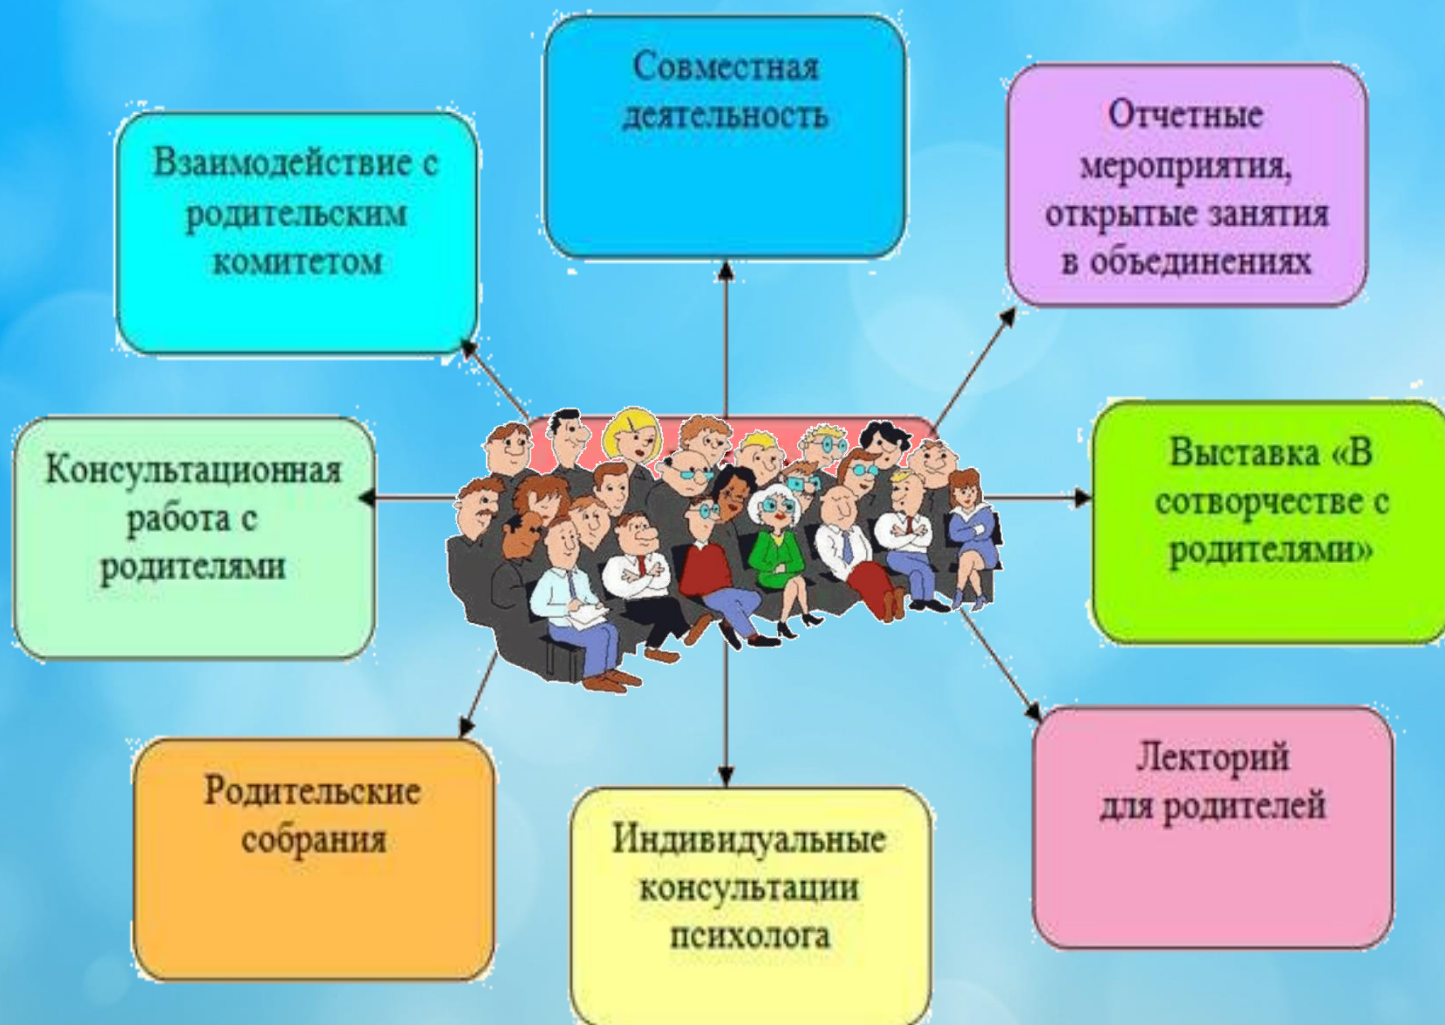 Совместная
деятельность
Отчетные
мероприятия,
открытые занятия
в объединениях
Взаимодействие с
родительским
комитетом
Выставка «В
сотворчестве с
родителями»
Консультационная
работа с
родителями
Лекторий
для родителей
Родительские
собрания
Индивидуальные
консультации
психолога